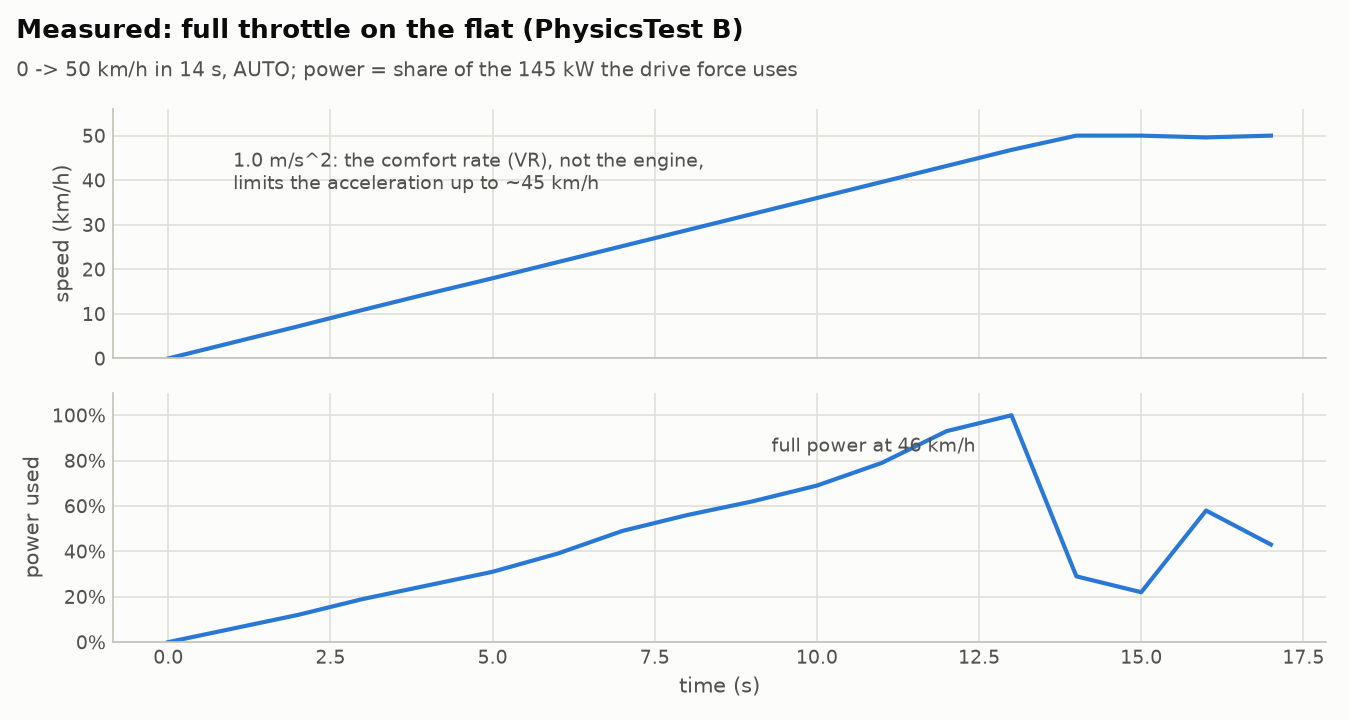 Measured: full throttle on the flat (PhysicsTest B)
0 -> 50 km/h in 14 s, AUTO; power = share of the 145 kW the drive force uses
speed (km/h)
50
40
30
20
10
0
1.0 m/s^2: the comfort rate (VR), not the engine,
limits the acceleration up to ~45 km/h
power used
100%
80%
60%
40%
20%
0%
full power at 46 km/h
0.0 2.5 5.0 7.5 10.0 12.5 15.0 17.5
time (s)